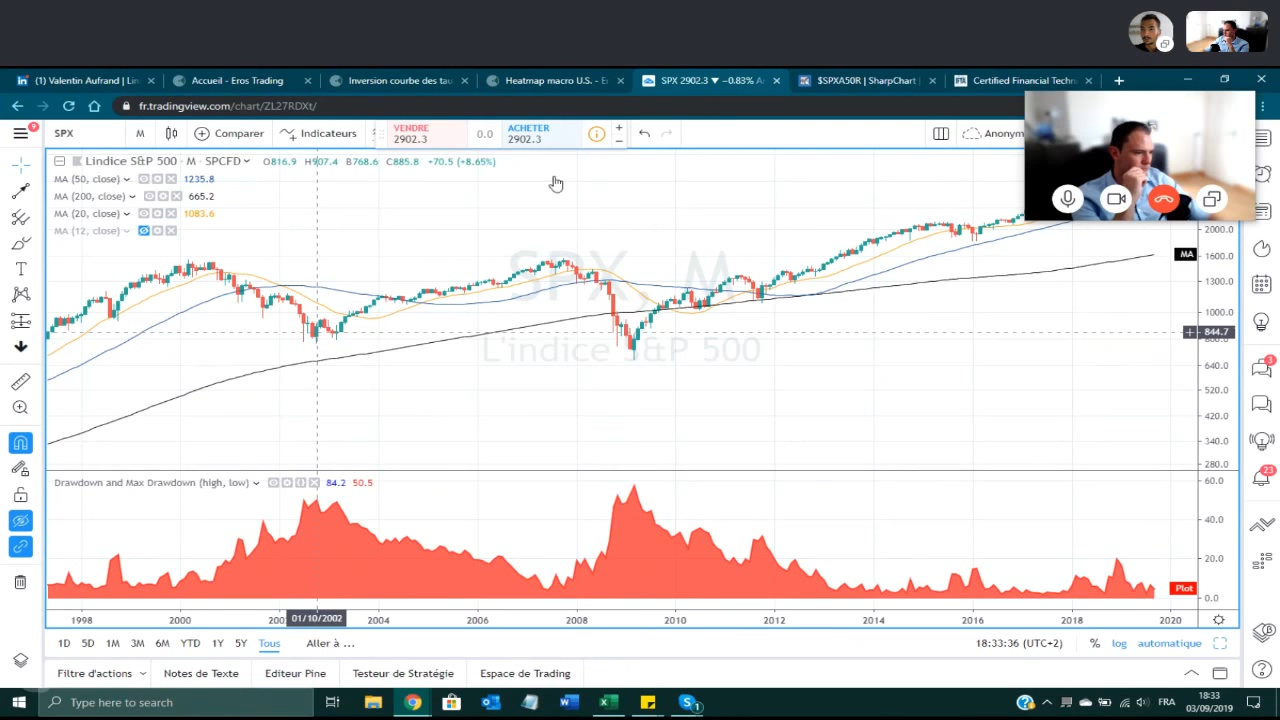 (1) Valentin Aufrand | Lin
Accueil - Eros Trading
Inversion courbe des tau
Heatmap macro U.S. - E
SPX 2902.3 ▼ −0.83% A
$SPXA50R | SharpChart
Certified Financial Techn
fr.tradingview.com/chart/ZL27RDXt/
9
SPX
M
Comparer
Indicateurs
VENDRE
2902.3
0.0
ACHETER
2902.3
Anonym
L'indice S&P 500 · M · SPCFD
O816.9 H907.4 B768.6 C885.8 +70.5 (+8.65%)
MA (50, close) 1235.8
MA (200, close) 665.2
MA (20, close) 1083.6
MA (12, close)
SPX, M
L'indice S&P 500
2000.0
MA
1600.0
1300.0
1000.0
844.7
800.0
640.0
520.0
420.0
340.0
280.0
Drawdown and Max Drawdown (high, low) 84.2 50.5
60.0
40.0
20.0
Plot
0.0
3
23
1998
2000
200
01/10/2002
2004
2006
2008
2010
2012
2014
2016
2018
2020
1D 5D 1M 3M 6M YTD 1Y 5Y Tous Aller à ...
18:33:36 (UTC+2) % log automatique
Filtre d'actions Notes de Texte Editeur Pine Testeur de Stratégie Espace de Trading
Type here to search
1
FRA
18:33
03/09/2019